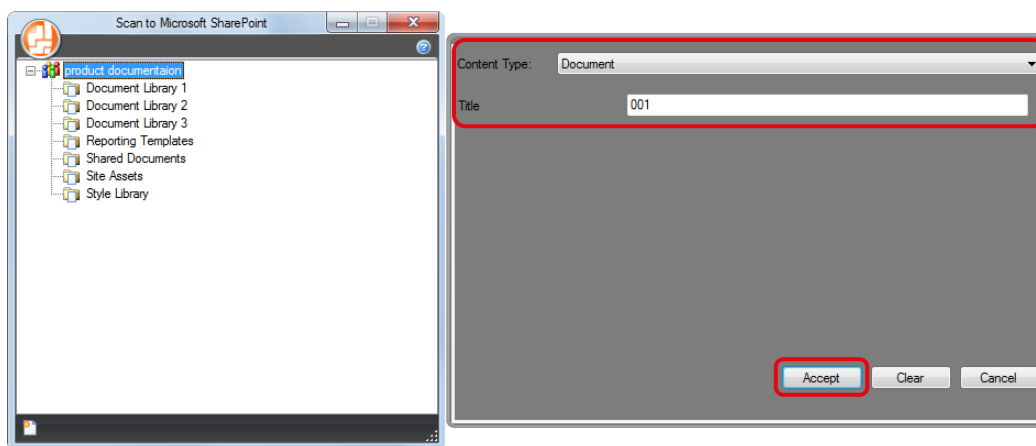 Scan to Microsoft SharePoint
product documentaion
Document Library 1
Document Library 2
Document Library 3
Reporting Templates
Shared Documents
Site Assets
Style Library
Content Type: Document
Title 001
Accept Clear Cancel